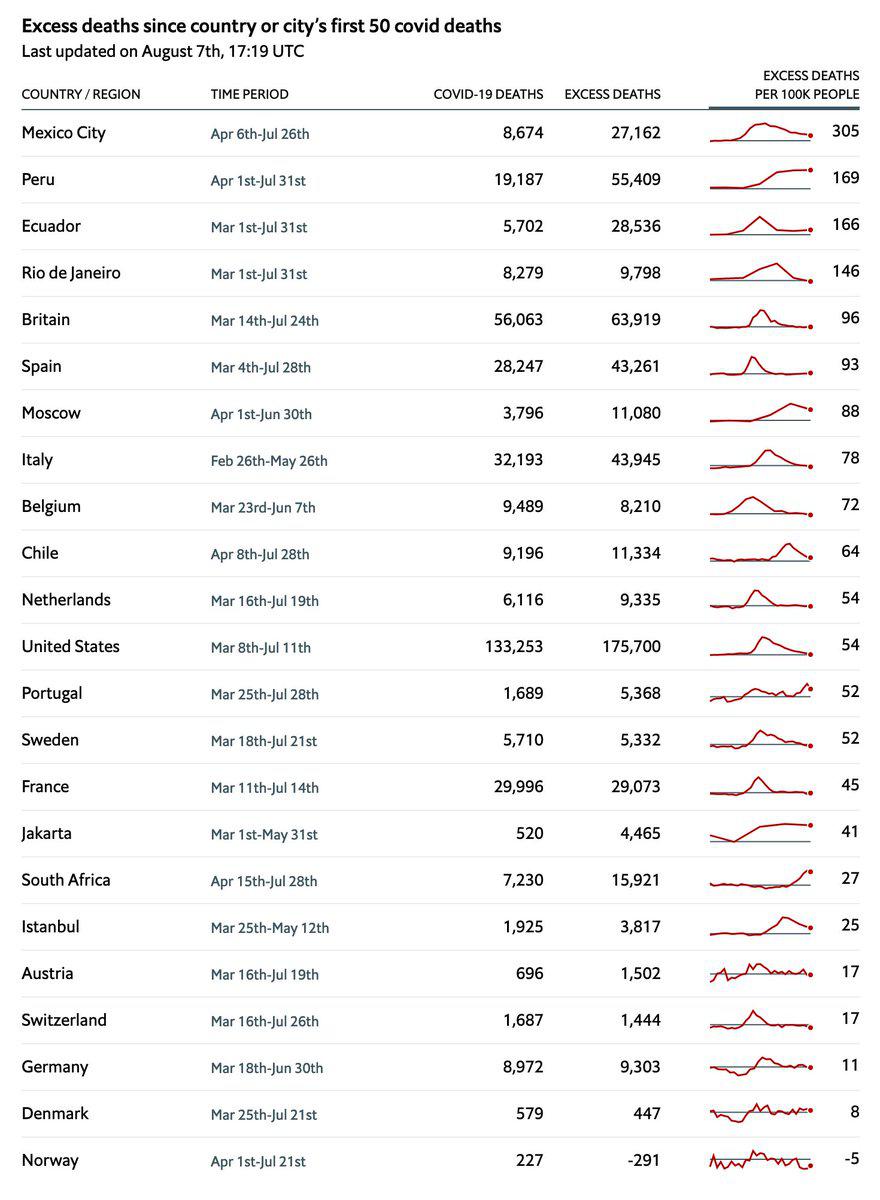 Excess deaths since country or city’s first 50 covid deaths
Last updated on August 7th, 17:19 UTC
COUNTRY / REGION TIME PERIOD COVID-19 DEATHS EXCESS DEATHS EXCESS DEATHS PER 100K PEOPLE
Mexico City Apr 6th-Jul 26th 8,674 27,162 305
Peru Apr 1st-Jul 31st 19,187 55,409 169
Ecuador Mar 1st-Jul 31st 5,702 28,536 166
Rio de Janeiro Mar 1st-Jul 31st 8,279 9,798 146
Britain Mar 14th-Jul 24th 56,063 63,919 96
Spain Mar 4th-Jul 28th 28,247 43,261 93
Moscow Apr 1st-Jun 30th 3,796 11,080 88
Italy Feb 26th-May 26th 32,193 43,945 78
Belgium Mar 23rd-Jun 7th 9,489 8,210 72
Chile Apr 8th-Jul 28th 9,196 11,334 64
Netherlands Mar 16th-Jul 19th 6,116 9,335 54
United States Mar 8th-Jul 11th 133,253 175,700 54
Portugal Mar 25th-Jul 28th 1,689 5,368 52
Sweden Mar 18th-Jul 21st 5,710 5,332 52
France Mar 11th-Jul 14th 29,996 29,073 45
Jakarta Mar 1st-May 31st 520 4,465 41
South Africa Apr 15th-Jul 28th 7,230 15,921 27
Istanbul Mar 25th-May 12th 1,925 3,817 25
Austria Mar 16th-Jul 19th 696 1,502 17
Switzerland Mar 16th-Jul 26th 1,687 1,444 17
Germany Mar 18th-Jun 30th 8,972 9,303 11
Denmark Mar 25th-Jul 21st 579 447 8
Norway Apr 1st-Jul 21st 227 -291 -5